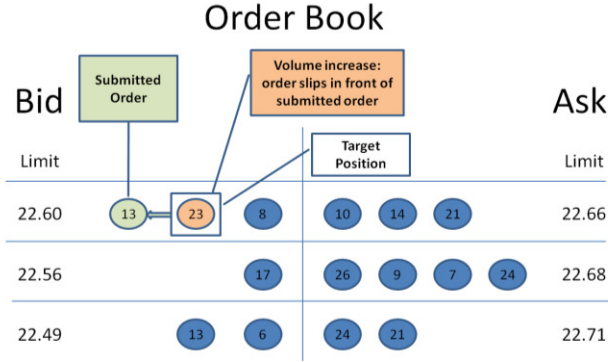 Order Book
Submitted
Order
Volume increase:
order slips in front of
submitted order
Bid
Ask
Target
Position
Limit
Limit
22.60 13 23 8 10 14 21 22.66
22.56 17 26 9 7 24 22.68
22.49 13 6 24 21 22.71